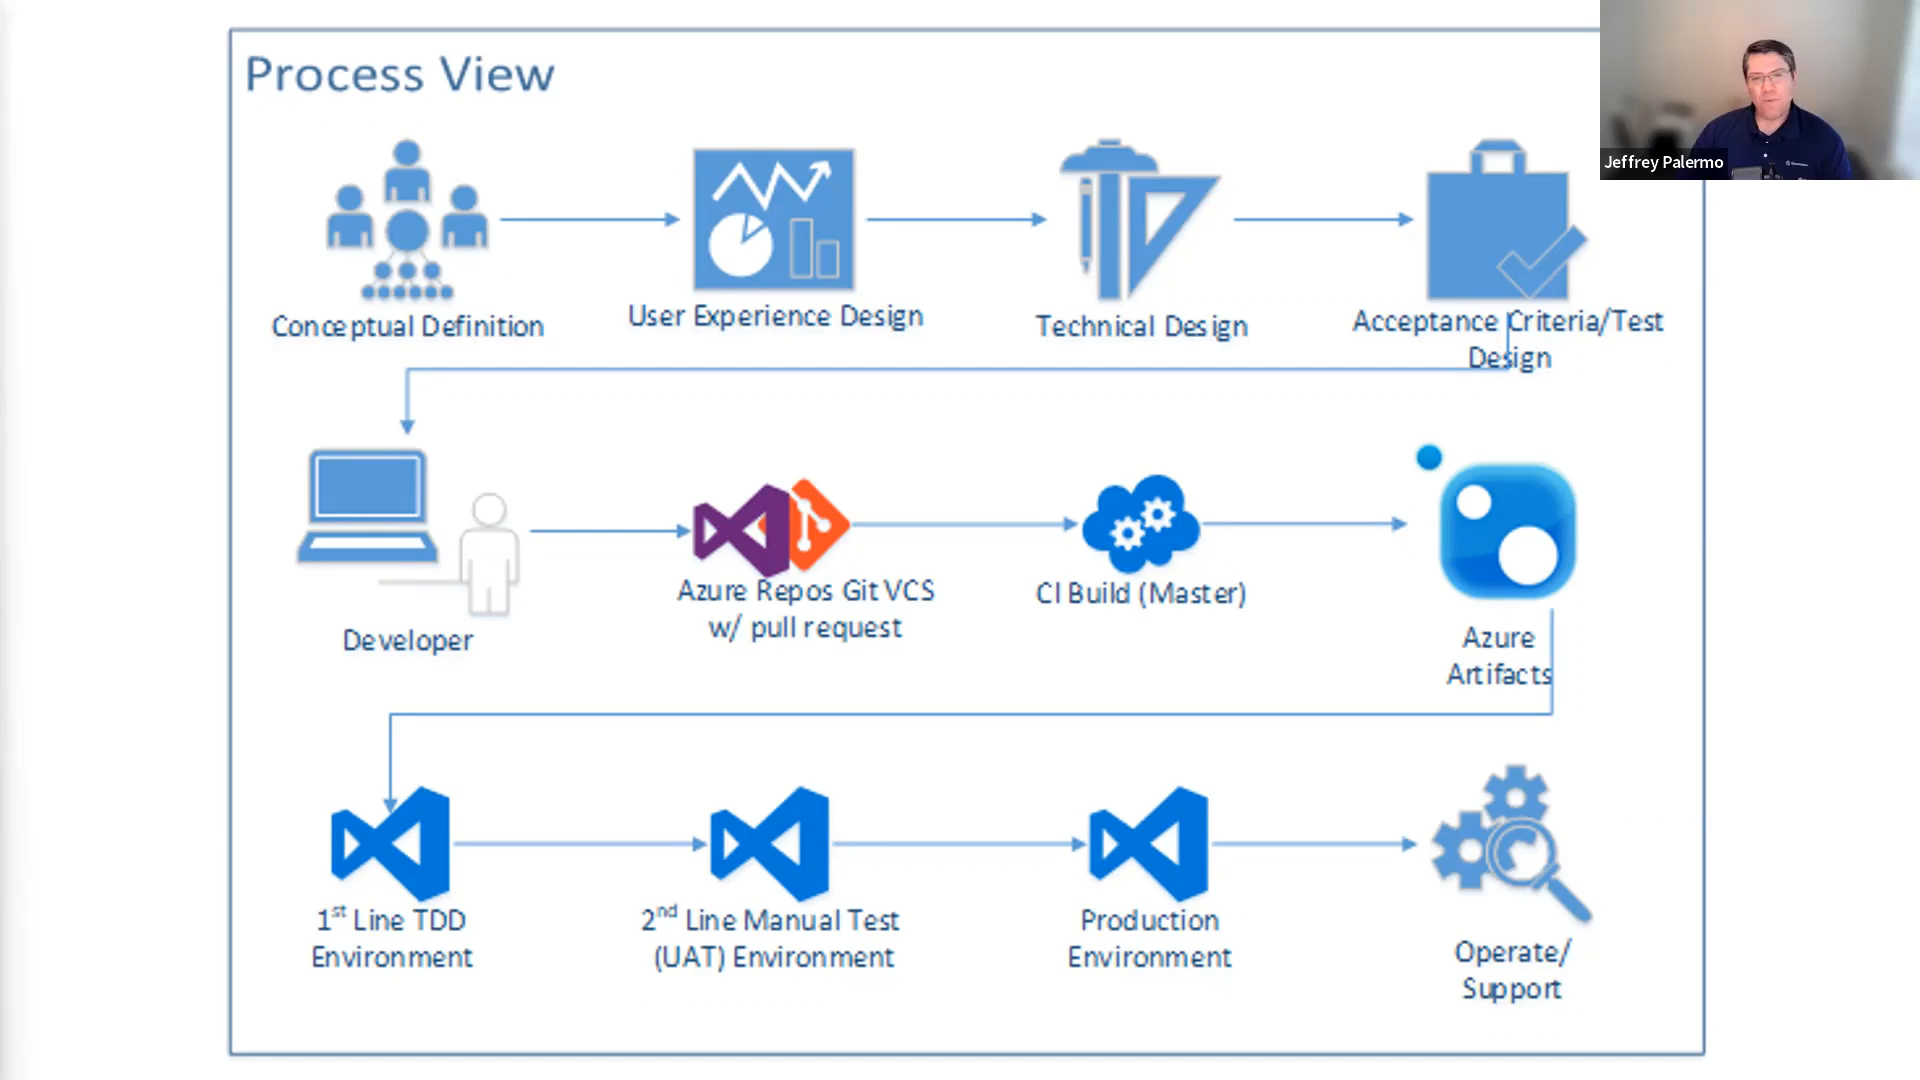 Process View
Jeffrey Palermo
Conceptual Definition
User Experience Design
Technical Design
Acceptance Criteria/Test
Design
Developer
Azure Repos Git VCS
w/ pull request
CI Build (Master)
Azure
Artifacts
1st Line TDD
Environment
2nd Line Manual Test
(UAT) Environment
Production
Environment
Operate/
Support